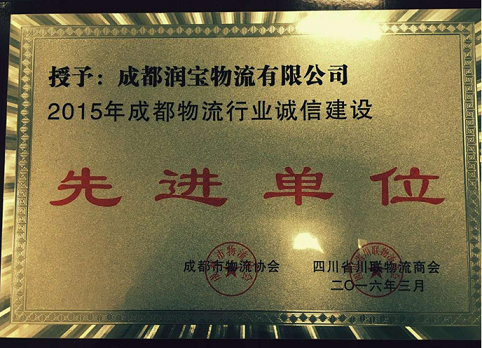 授予：成都润宝物流有限公司
2015年成都物流行业诚信建设
先进单位
成都市物流协会 四川省川联物流商会
二〇一六年三月